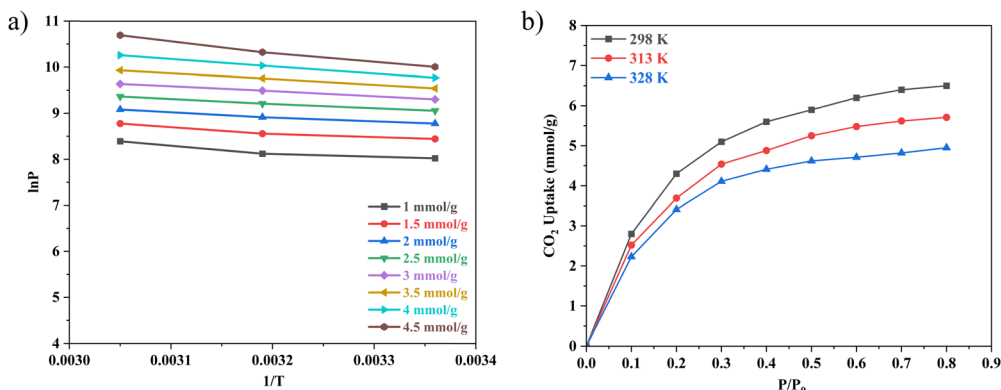 a)
11
10
9
8
7
6
5
4
lnP
0.0030
0.0031
0.0032
0.0033
0.0034
1/T
1 mmol/g
1.5 mmol/g
2 mmol/g
2.5 mmol/g
3 mmol/g
3.5 mmol/g
4 mmol/g
4.5 mmol/g
b)
8
7
6
5
4
3
2
1
0
CO₂ Uptake (mmol/g)
298 K
313 K
328 K
0.0
0.1
0.2
0.3
0.4
0.5
0.6
0.7
0.8
0.9
P/P₀